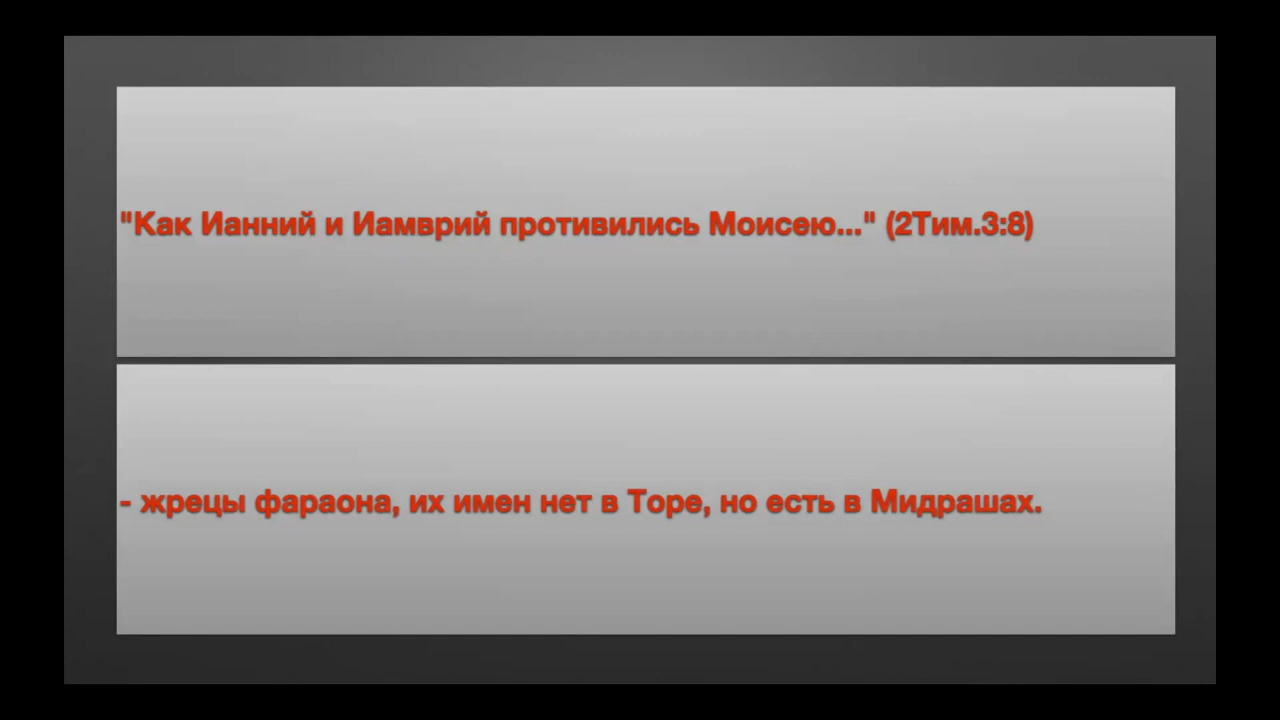 "Как Ианний и Иамврий противились Моисею..." (2Тим.3:8)
- жрецы фараона, их имен нет в Торе, но есть в Мидрашах.